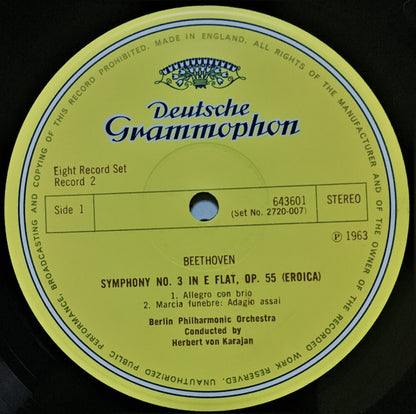 ALL RIGHTS OF THE MANUFACTURER AND OF THE OWNER OF THE RECORDED WORK RESERVED. UNAUTHORIZED PUBLIC PERFORMANCE, BROADCASTING AND COPYING OF THIS RECORD PROHIBITED. MADE IN ENGLAND.
Deutsche
Grammophon
Eight Record Set
Record 2
Side 1
643601
(Set No. 2720-007)
STEREO
℗ 1963
BEETHOVEN
SYMPHONY NO. 3 IN E FLAT, OP. 55 (EROICA)
1. Allegro con brio
2. Marcia funebre: Adagio assai
Berlin Philharmonic Orchestra
Conducted by
Herbert von Karajan